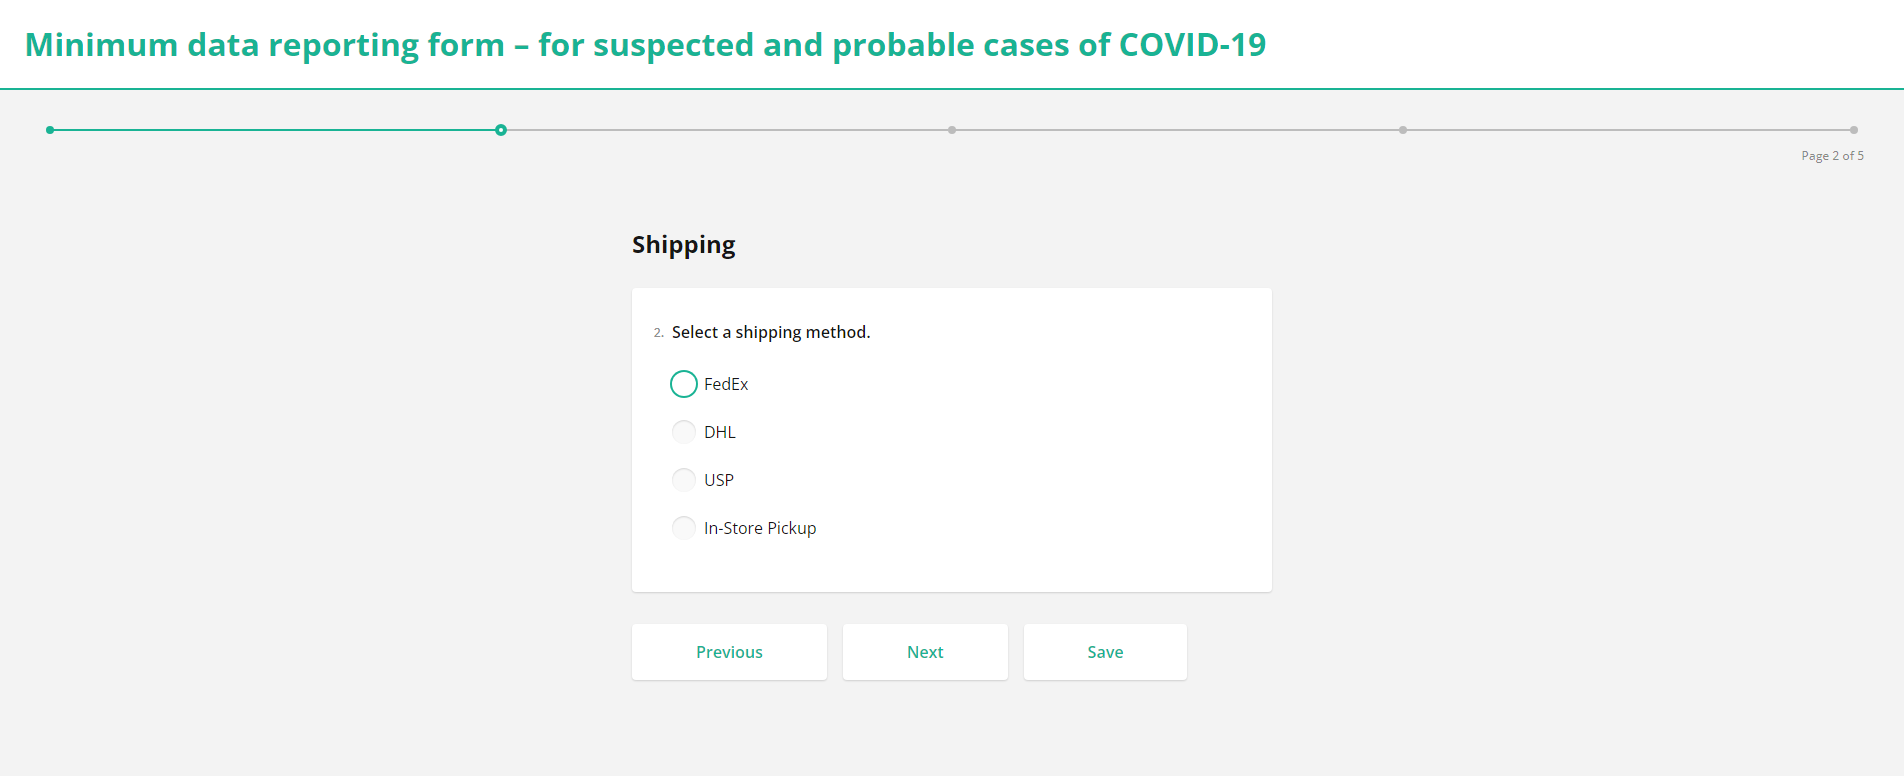 Minimum data reporting form – for suspected and probable cases of COVID-19
Page 2 of 5
Shipping
2. Select a shipping method.
FedEx
DHL
USP
In-Store Pickup
Previous Next Save